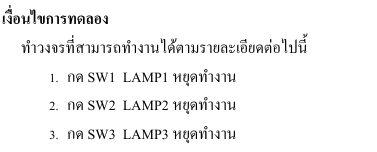 เงื่อนไขการทดลอง
ทำวงจรที่สามารถทำงานได้ตามรายละเอียดต่อไปนี้
1. กด SW1 LAMP1 หยุดทำงาน
2. กด SW2 LAMP2 หยุดทำงาน
3. กด SW3 LAMP3 หยุดทำงาน